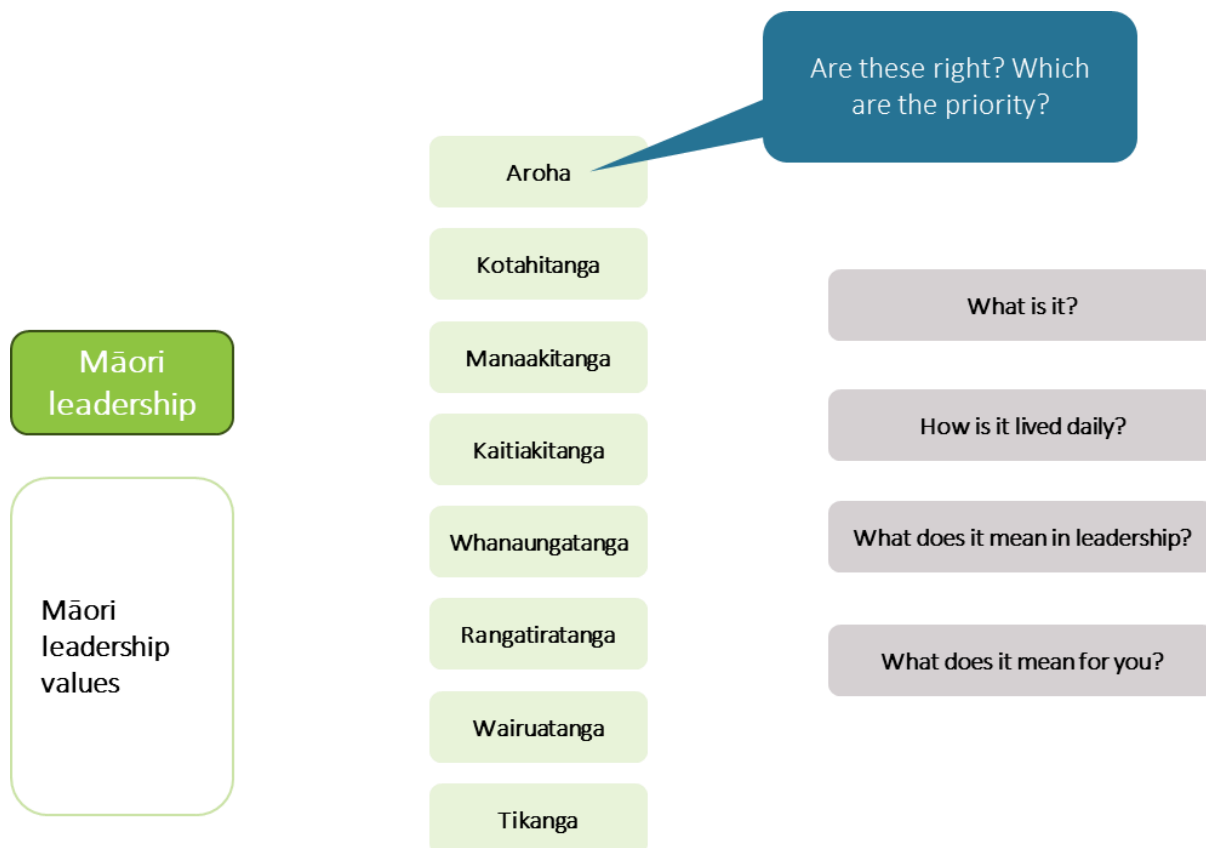 Are these right? Which
are the priority?
Māori
leadership
Māori
leadership
values
Aroha
Kotahitanga
Manaakitanga
Kaitiakitanga
Whanaungatanga
Rangatiratanga
Wairuatanga
Tikanga
What is it?
How is it lived daily?
What does it mean in leadership?
What does it mean for you?